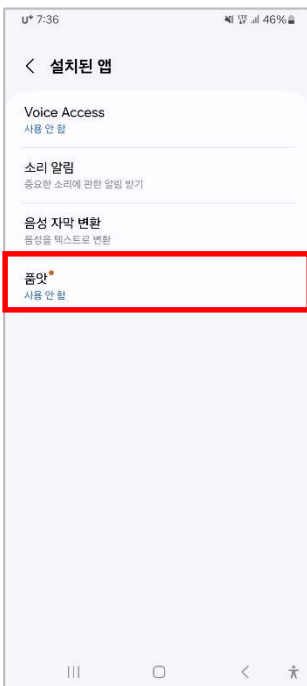 U+ 7:36 46%
설치된 앱
Voice Access
사용 안 함
소리 알림
중요한 소리에 관한 알림 받기
음성 자막 변환
음성을 텍스트로 변환
품앗
사용 안 함